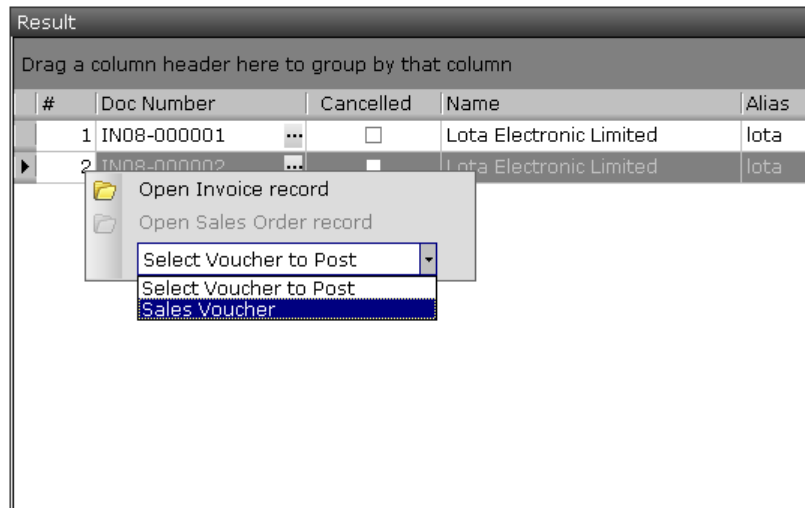 Result
Drag a column header here to group by that column
# Doc Number Cancelled Name Alias
1 IN08-000001 ... Lota Electronic Limited lota
2 IN08-000002 ... Lota Electronic Limited lota
Open Invoice record
Open Sales Order record
Select Voucher to Post
Select Voucher to Post
Sales Voucher